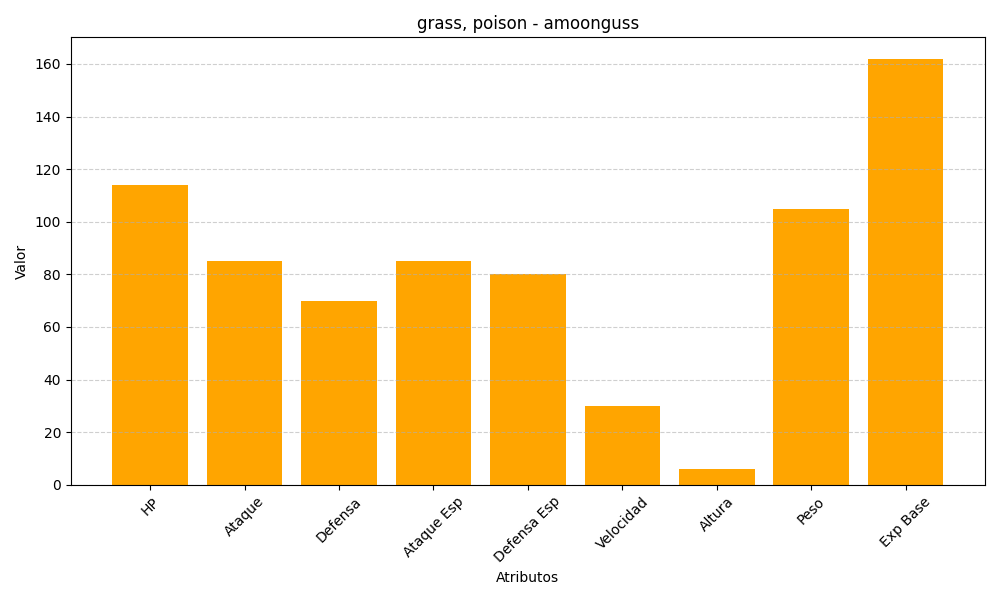 grass, poison - amoonguss
Valor
160
140
120
100
80
60
40
20
0
HP
Ataque
Defensa
Ataque Esp
Defensa Esp
Velocidad
Altura
Peso
Exp Base
Atributos